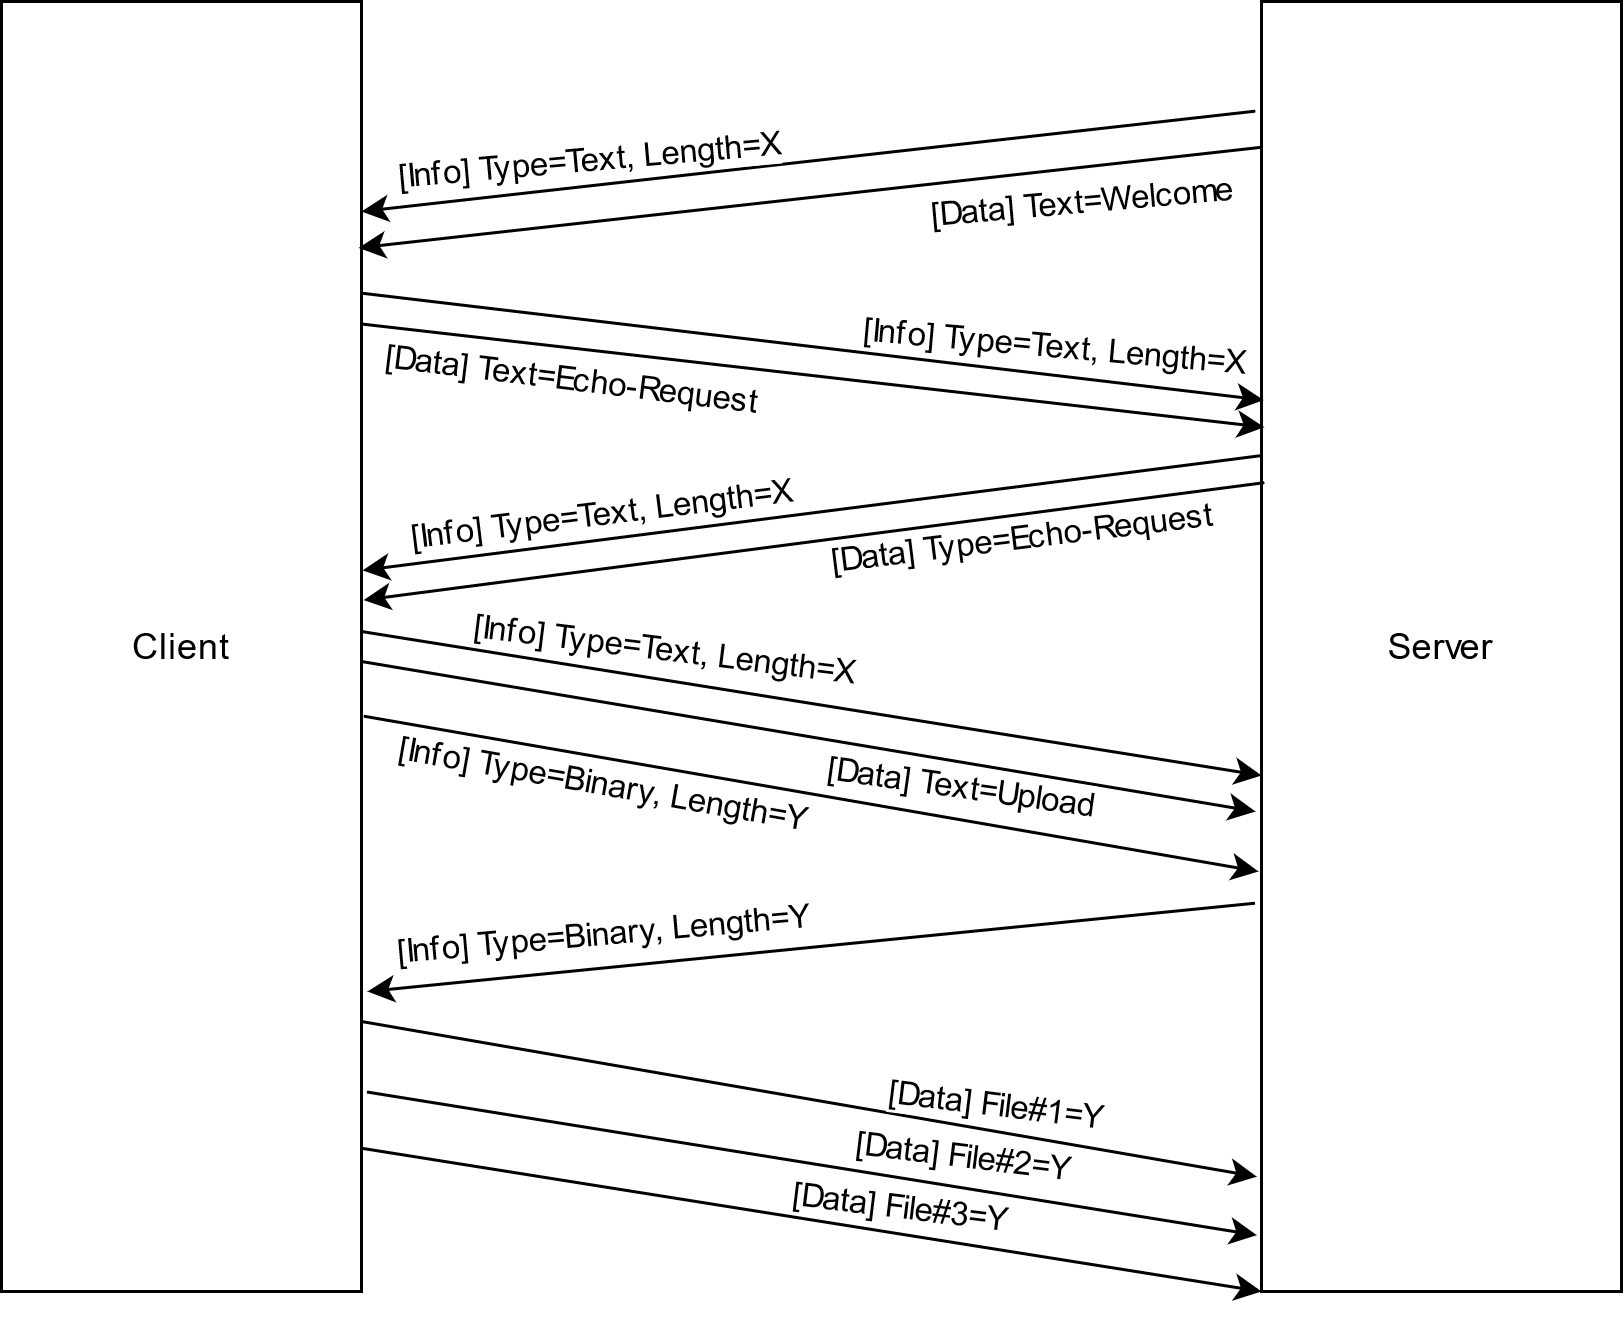 [Info] Type=Text, Length=X
[Data] Text=Welcome
[Info] Type=Text, Length=X
[Data] Text=Echo-Request
[Info] Type=Text, Length=X
[Data] Type=Echo-Request
Client
Server
[Info] Type=Text, Length=X
[Data] Text=Upload
[Info] Type=Binary, Length=Y
[Info] Type=Binary, Length=Y
[Data] File#1=Y
[Data] File#2=Y
[Data] File#3=Y